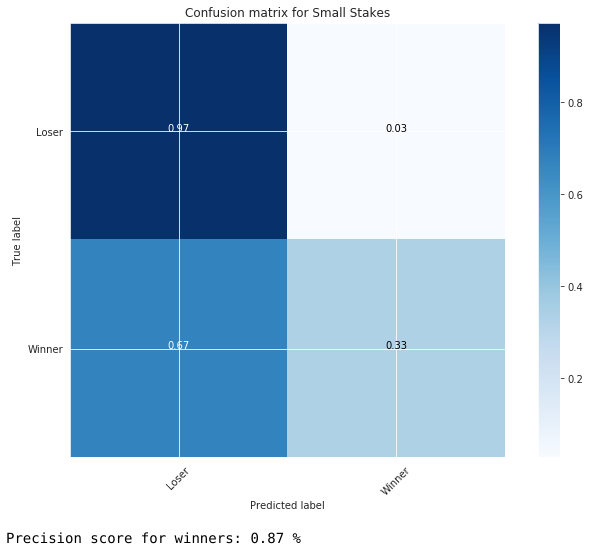 Confusion matrix for Small Stakes
0.97 0.03
Loser
0.67 0.33
Winner
True label
Loser Winner
Predicted label
0.8
0.6
0.4
0.2
Precision score for winners: 0.87 %